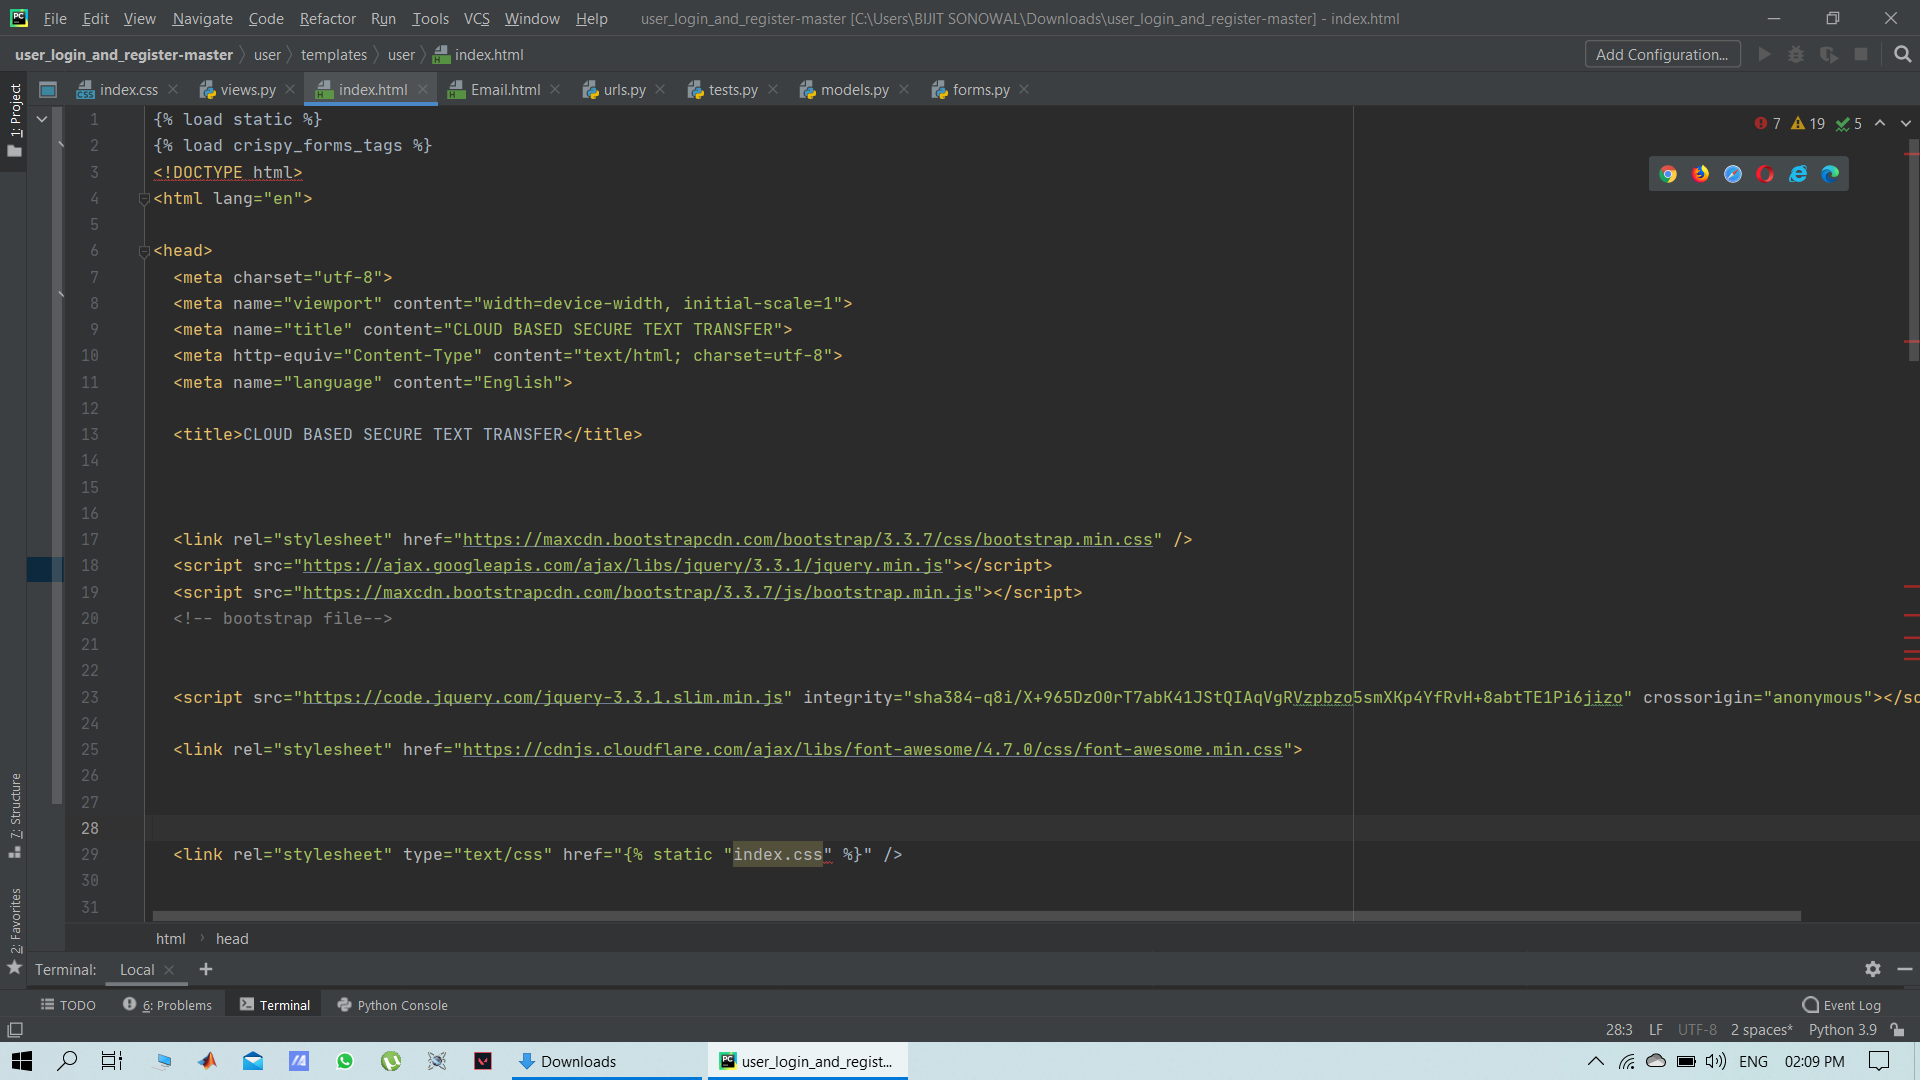 File Edit View Navigate Code Refactor Run Tools VCS Window Help user_login_and_register-master [C:\Users\BIJIT SONOWAL\Downloads\user_login_and_register-master] - index.html
user_login_and_register-master user templates user index.html Add Configuration...
index.css views.py index.html Email.html urls.py tests.py models.py forms.py
1: Project
7 19 5
1 {% load static %}
2 {% load crispy_forms_tags %}
3 <!DOCTYPE html>
4 <html lang="en">
5
6 <head>
7 <meta charset="utf-8">
8 <meta name="viewport" content="width=device-width, initial-scale=1">
9 <meta name="title" content="CLOUD BASED SECURE TEXT TRANSFER">
10 <meta http-equiv="Content-Type" content="text/html; charset=utf-8">
11 <meta name="language" content="English">
12
13 <title>CLOUD BASED SECURE TEXT TRANSFER</title>
14
15
16
17 <link rel="stylesheet" href="https://maxcdn.bootstrapcdn.com/bootstrap/3.3.7/css/bootstrap.min.css" />
18 <script src="https://ajax.googleapis.com/ajax/libs/jquery/3.3.1/jquery.min.js"></script>
19 <script src="https://maxcdn.bootstrapcdn.com/bootstrap/3.3.7/js/bootstrap.min.js"></script>
20 <!-- bootstrap file-->
21
22
23 <script src="https://code.jquery.com/jquery-3.3.1.slim.min.js" integrity="sha384-q8i/X+965DzO0rT7abK41JStQIAqVgRVzpbzo5smXKp4YfRvH+8abtTE1Pi6jizo" crossorigin="anonymous"></sc
24
25 <link rel="stylesheet" href="https://cdnjs.cloudflare.com/ajax/libs/font-awesome/4.7.0/css/font-awesome.min.css">
26
27
28
29 <link rel="stylesheet" type="text/css" href="{% static "index.css" %}" />
30
31
7: Structure
2: Favorites
html head
Terminal: Local
TODO 6: Problems Terminal Python Console Event Log
28:3 LF UTF-8 2 spaces* Python 3.9
Downloads user_login_and_regist... ENG 02:09 PM